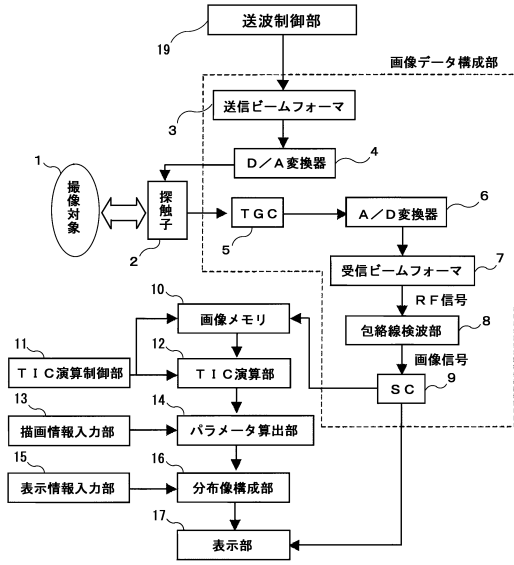 送波制御部
19
画像データ構成部
送信ビームフォーマ
3
D/A変換器
4
1
撮像対象
探触子
2
TGC
5
A/D変換器
6
受信ビームフォーマ
7
RF信号
包絡線検波部
8
画像信号
SC
9
10
画像メモリ
11
TIC演算制御部
12
TIC演算部
13
描画情報入力部
14
パラメータ算出部
15
表示情報入力部
16
分布像構成部
17
表示部